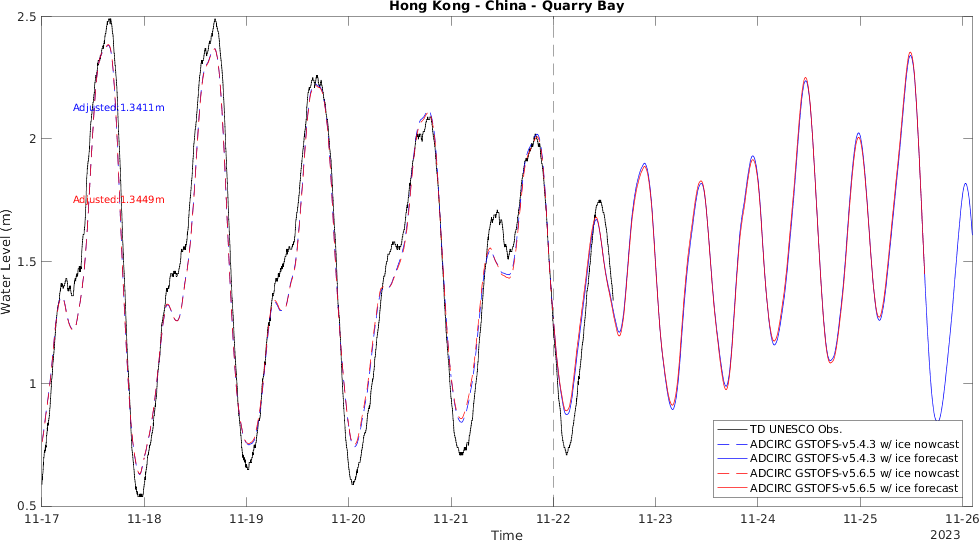 Hong Kong - China - Quarry Bay
2.5
2
1.5
1
0.5
Water Level (m)
Adjusted:1.3411m
Adjusted:1.3449m
TD UNESCO Obs.
ADCIRC GSTOFS-v5.4.3 w/ ice nowcast
ADCIRC GSTOFS-v5.4.3 w/ ice forecast
ADCIRC GSTOFS-v5.6.5 w/ ice nowcast
ADCIRC GSTOFS-v5.6.5 w/ ice forecast
11-17 11-18 11-19 11-20 11-21 11-22 11-23 11-24 11-25 11-26
Time
2023